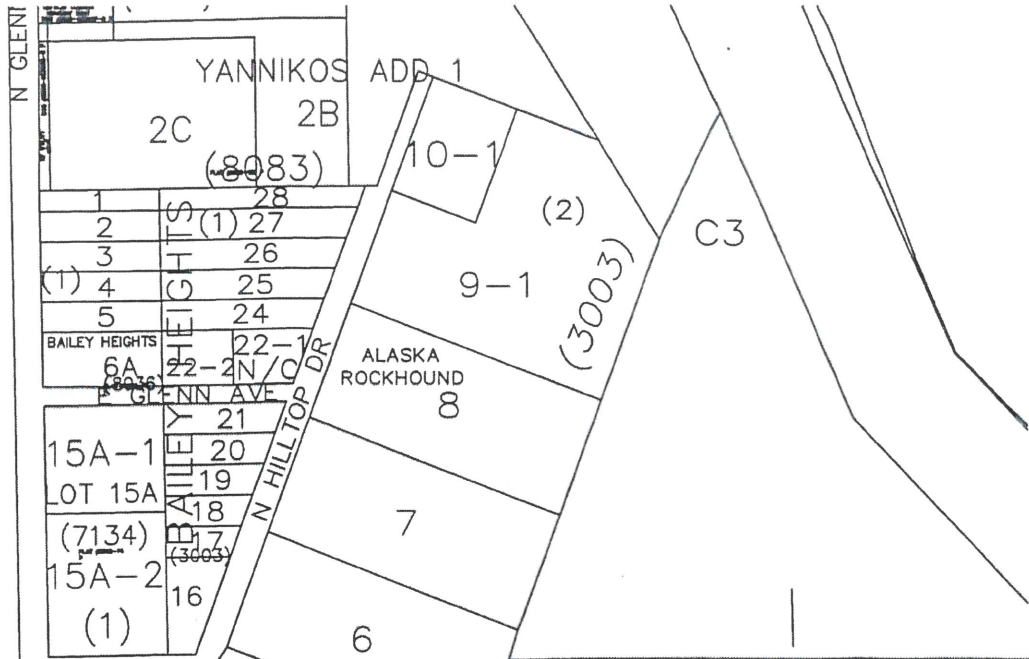 N GLENN
YANNIKOS ADD 1
2C
2B
(8083)
10-1
(2)
C3
1
28
2
(1)
27
3
26
(1)
4
25
5
24
9-1
(3003)
BAILEY HEIGHTS
6A
22-2
22-1
N/C
(8036)
E GLENN AVE
BAILEY HEIGHTS
N HILLTOP DR
ALASKA
ROCKHOUND
8
21
15A-1
20
LOT 15A
19
18
(7134)
17
(3003)
15A-2
16
(1)
7
6